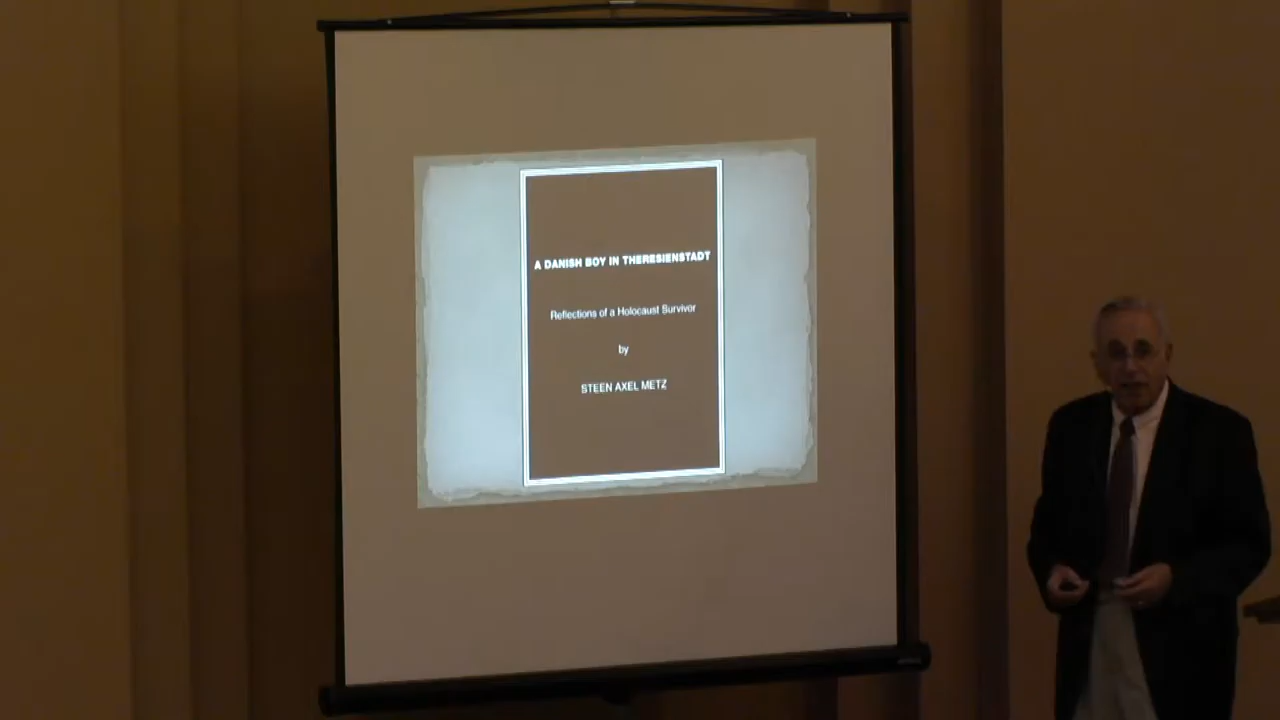 A DANISH BOY IN THERESIENSTADT
Reflections of a Holocaust Survivor
by
STEEN AXEL METZ